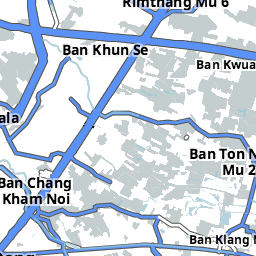 Rimthang Mu 6
Ban Khun Se
Ban Kwua
ala
Ban Ton N
Mu 2
Ban Chang
Kham Noi
Ban Klang M